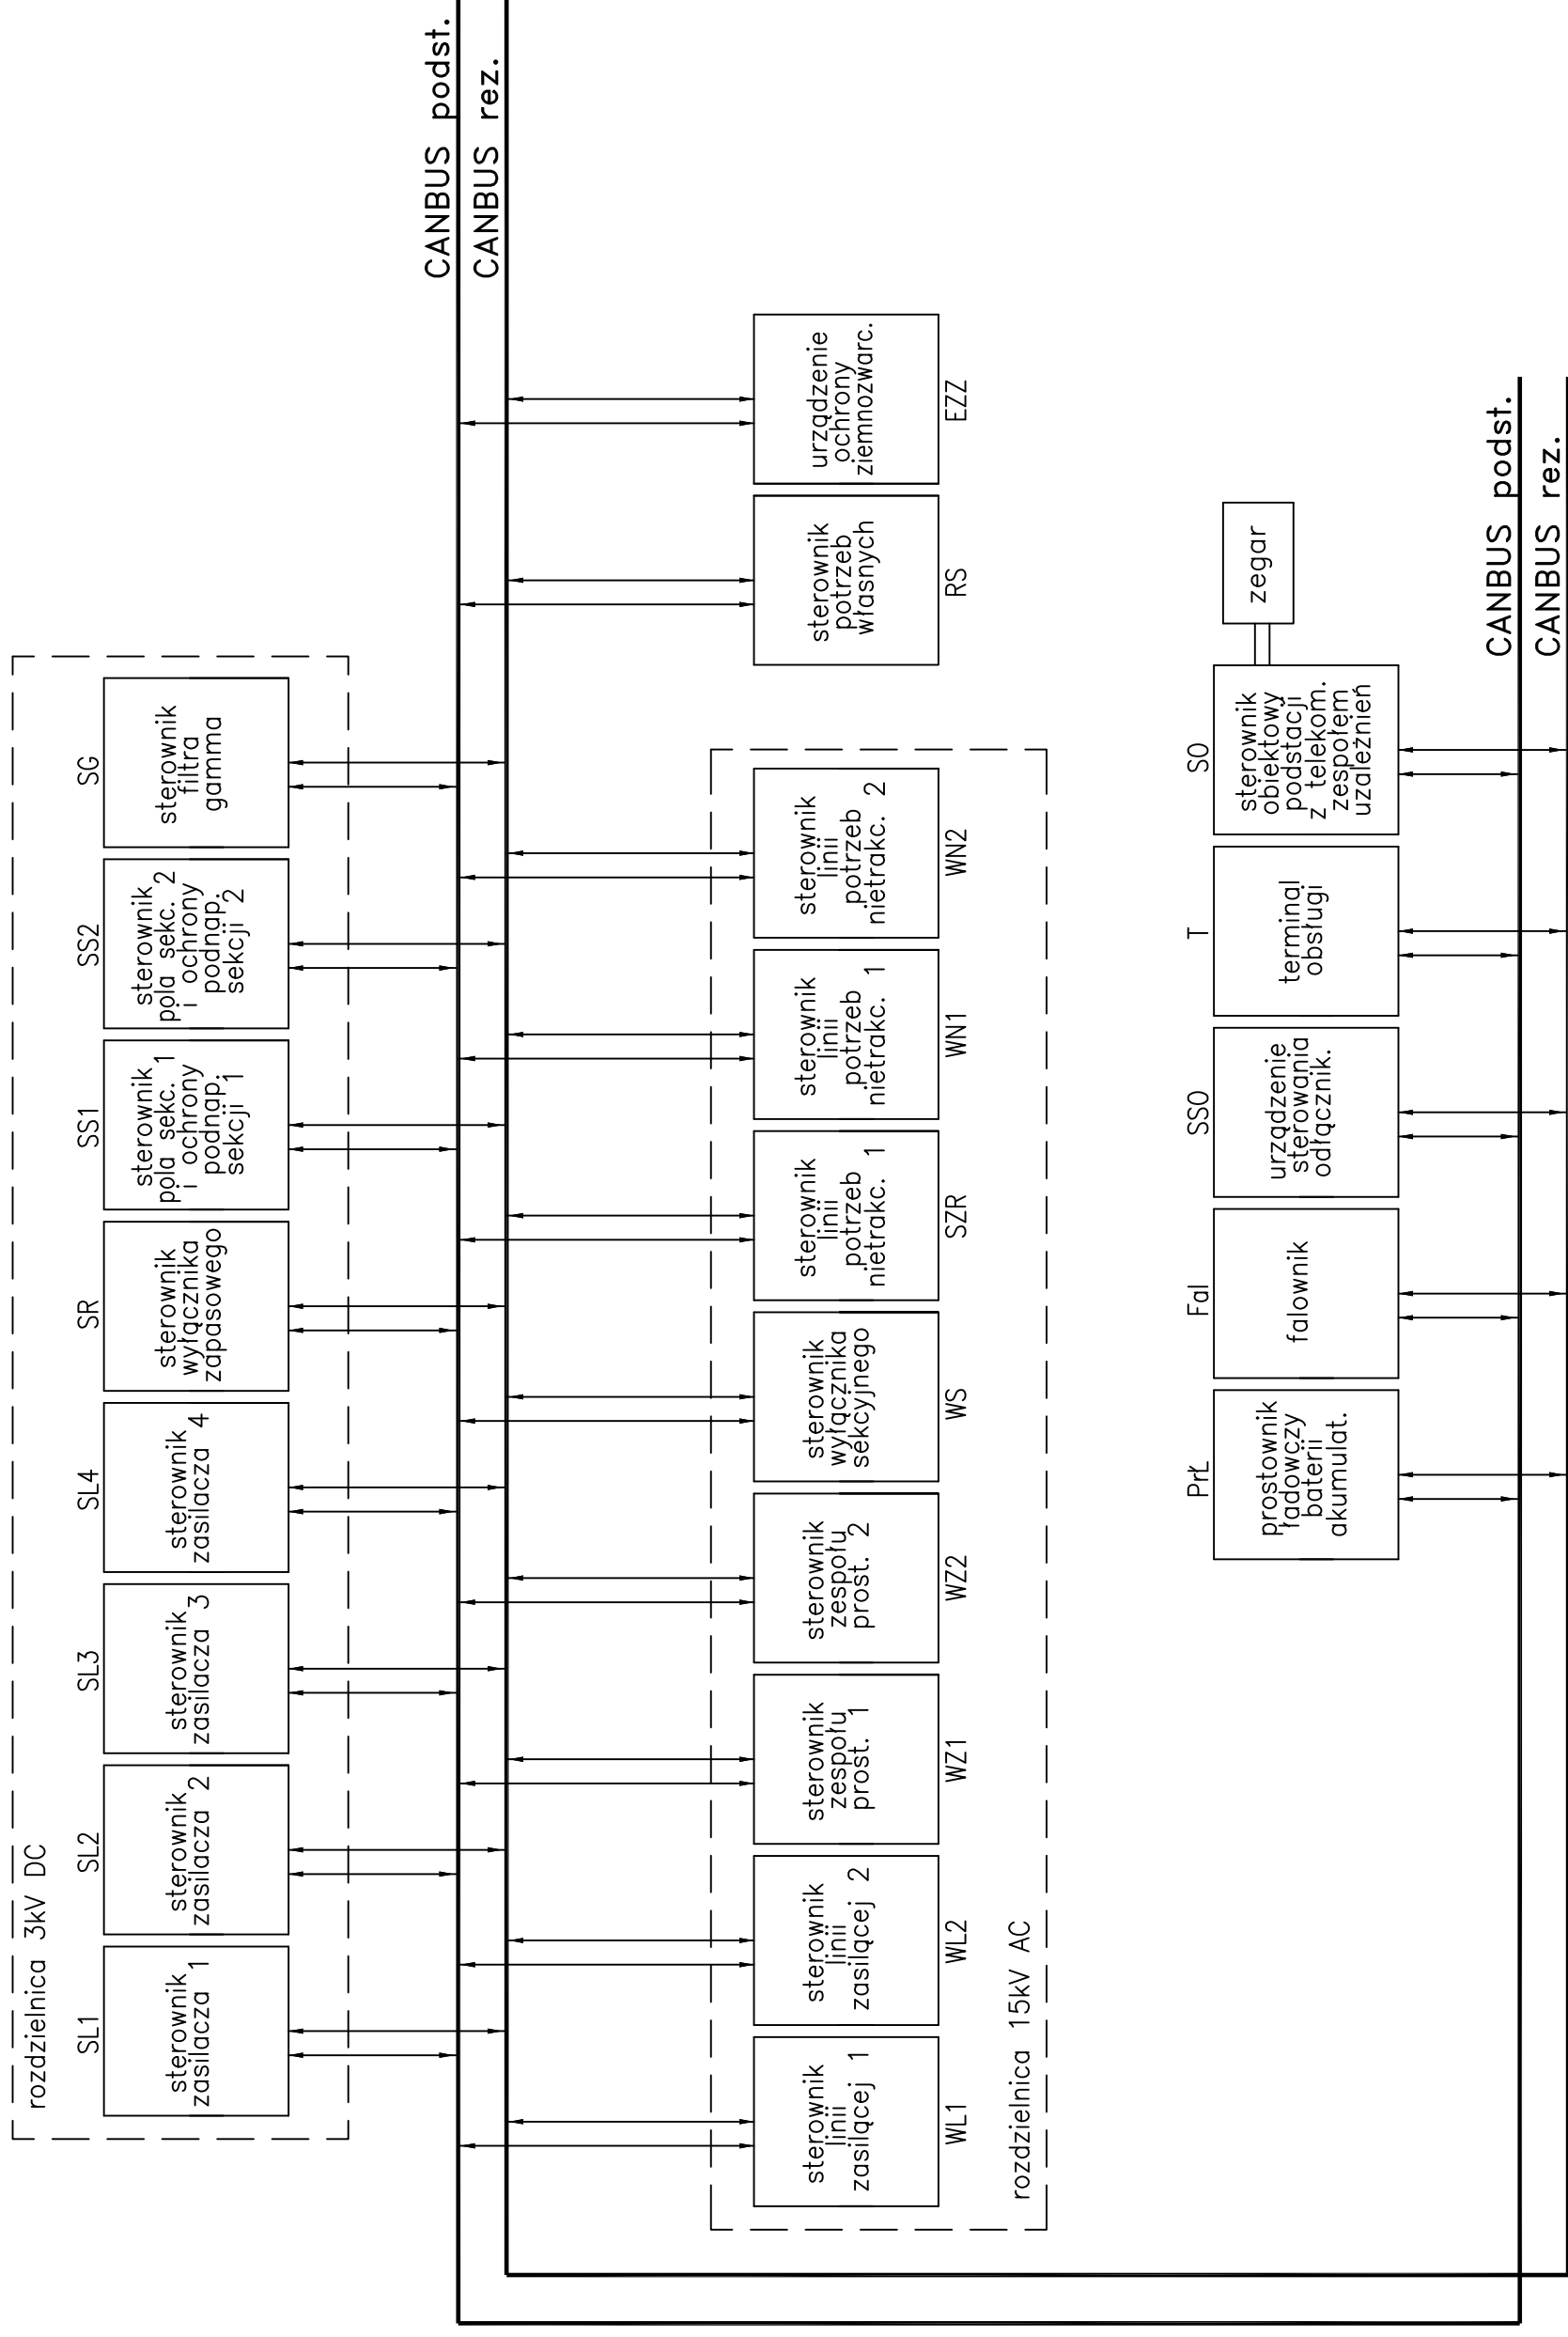 rozdzielnica 3kV DC
SL1
sterownik
zasilacza 1
SL2
sterownik
zasilacza 2
SL3
sterownik
zasilacza 3
SL4
sterownik
zasilacza 4
SR
sterownik
wyłącznika
zapasowego
SS1
sterownik
pola sekc. 1
i ochrony
podnap.
sekcji 1
SS2
sterownik
pola sekc. 2
i ochrony
podnap.
sekcji 2
SG
sterownik
filtra
gamma
CANBUS podst.
CANBUS rez.
sterownik
linii
zasilącej 1
WL1
sterownik
linii
zasilącej 2
WL2
sterownik
zespołu
prost. 1
WZ1
sterownik
zespołu
prost. 2
WZ2
sterownik
wyłącznika
sekcyjnego
WS
sterownik
linii
potrzeb
nietrakc. 1
SZR
sterownik
linii
potrzeb
nietrakc. 1
WN1
sterownik
linii
potrzeb
nietrakc. 2
WN2
sterownik
potrzeb
własnych
RS
urządzenie
ochrony
ziemnozwarc.
EZZ
rozdzielnica 15kV AC
PrŁ
prostownik
ładowczy
baterii
akumulat.
Fal
falownik
SSO
urządzenie
sterowania
odłącznik.
T
terminal
obsługi
SO
sterownik
obiektowy
podstacji
z telekom.
zespołem
uzależnień
zegar
CANBUS podst.
CANBUS rez.